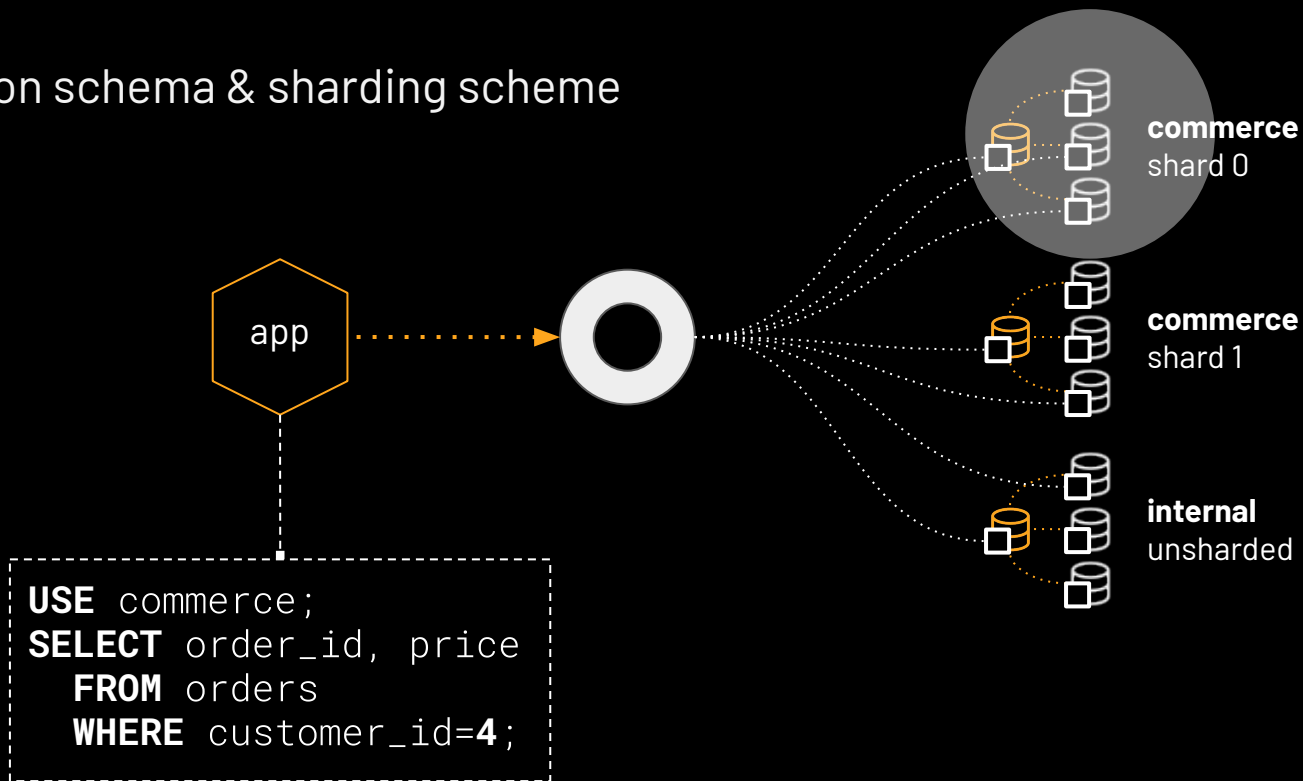 on schema & sharding scheme
commerce
shard 0
app
commerce
shard 1
internal
unsharded
USE commerce;
SELECT order_id, price
FROM orders
WHERE customer_id=4;